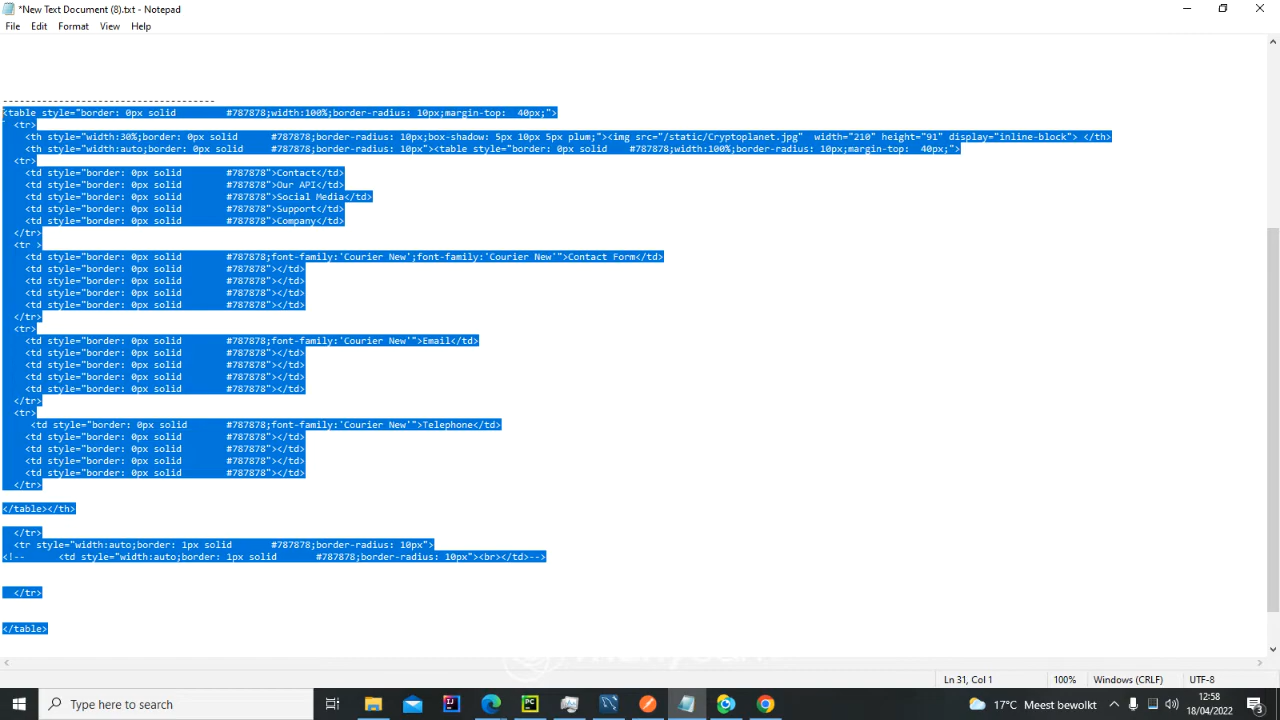 *New Text Document (8).txt - Notepad
File Edit Format View Help
--------------------------------------
<table style="border: 0px solid #787878;width:100%;border-radius: 10px;margin-top: 40px;">
<tr>
<th style="width:30%;border: 0px solid #787878;border-radius: 10px;box-shadow: 5px 10px 5px plum;"><img src="/static/Cryptoplanet.jpg" width="210" height="91" display="inline-block"> </th>
<th style="width:auto;border: 0px solid #787878;border-radius: 10px"><table style="border: 0px solid #787878;width:100%;border-radius: 10px;margin-top: 40px;">
<tr>
<td style="border: 0px solid #787878">Contact</td>
<td style="border: 0px solid #787878">Our API</td>
<td style="border: 0px solid #787878">Social Media</td>
<td style="border: 0px solid #787878">Support</td>
<td style="border: 0px solid #787878">Company</td>
</tr>
<tr >
<td style="border: 0px solid #787878;font-family:'Courier New';font-family:'Courier New'">Contact Form</td>
<td style="border: 0px solid #787878"></td>
<td style="border: 0px solid #787878"></td>
<td style="border: 0px solid #787878"></td>
<td style="border: 0px solid #787878"></td>
</tr>
<tr>
<td style="border: 0px solid #787878;font-family:'Courier New'">Email</td>
<td style="border: 0px solid #787878"></td>
<td style="border: 0px solid #787878"></td>
<td style="border: 0px solid #787878"></td>
<td style="border: 0px solid #787878"></td>
</tr>
<tr>
<td style="border: 0px solid #787878;font-family:'Courier New'">Telephone</td>
<td style="border: 0px solid #787878"></td>
<td style="border: 0px solid #787878"></td>
<td style="border: 0px solid #787878"></td>
<td style="border: 0px solid #787878"></td>
</tr>
</table></th>
</tr>
<tr style="width:auto;border: 1px solid #787878;border-radius: 10px">
<!-- <td style="width:auto;border: 1px solid #787878;border-radius: 10px"><br></td>-->
</tr>
</table>
Ln 31, Col 1 100% Windows (CRLF) UTF-8
Type here to search
17°C Meest bewolkt
12:58
18/04/2022
3